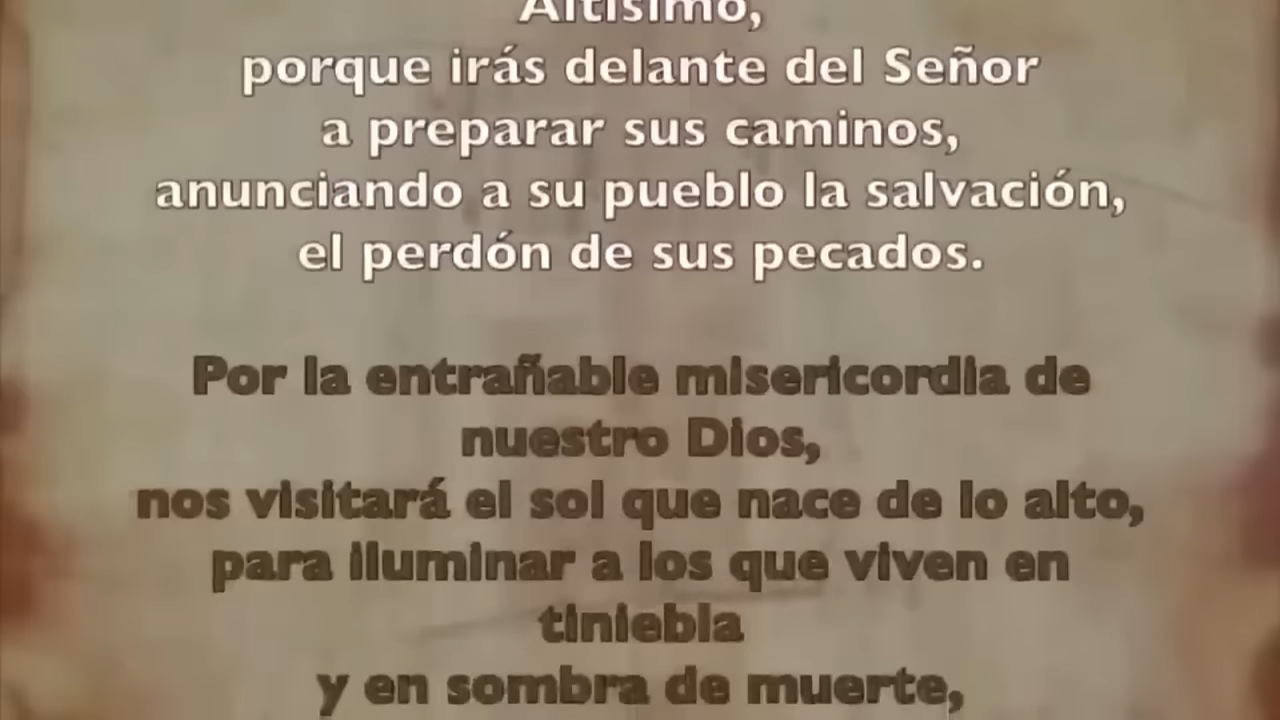 Altísimo,
porque irás delante del Señor
a preparar sus caminos,
anunciando a su pueblo la salvación,
el perdón de sus pecados.
Por la entrañable misericordia de
nuestro Dios,
nos visitará el sol que nace de lo alto,
para iluminar a los que viven en
tiniebla
y en sombra de muerte,